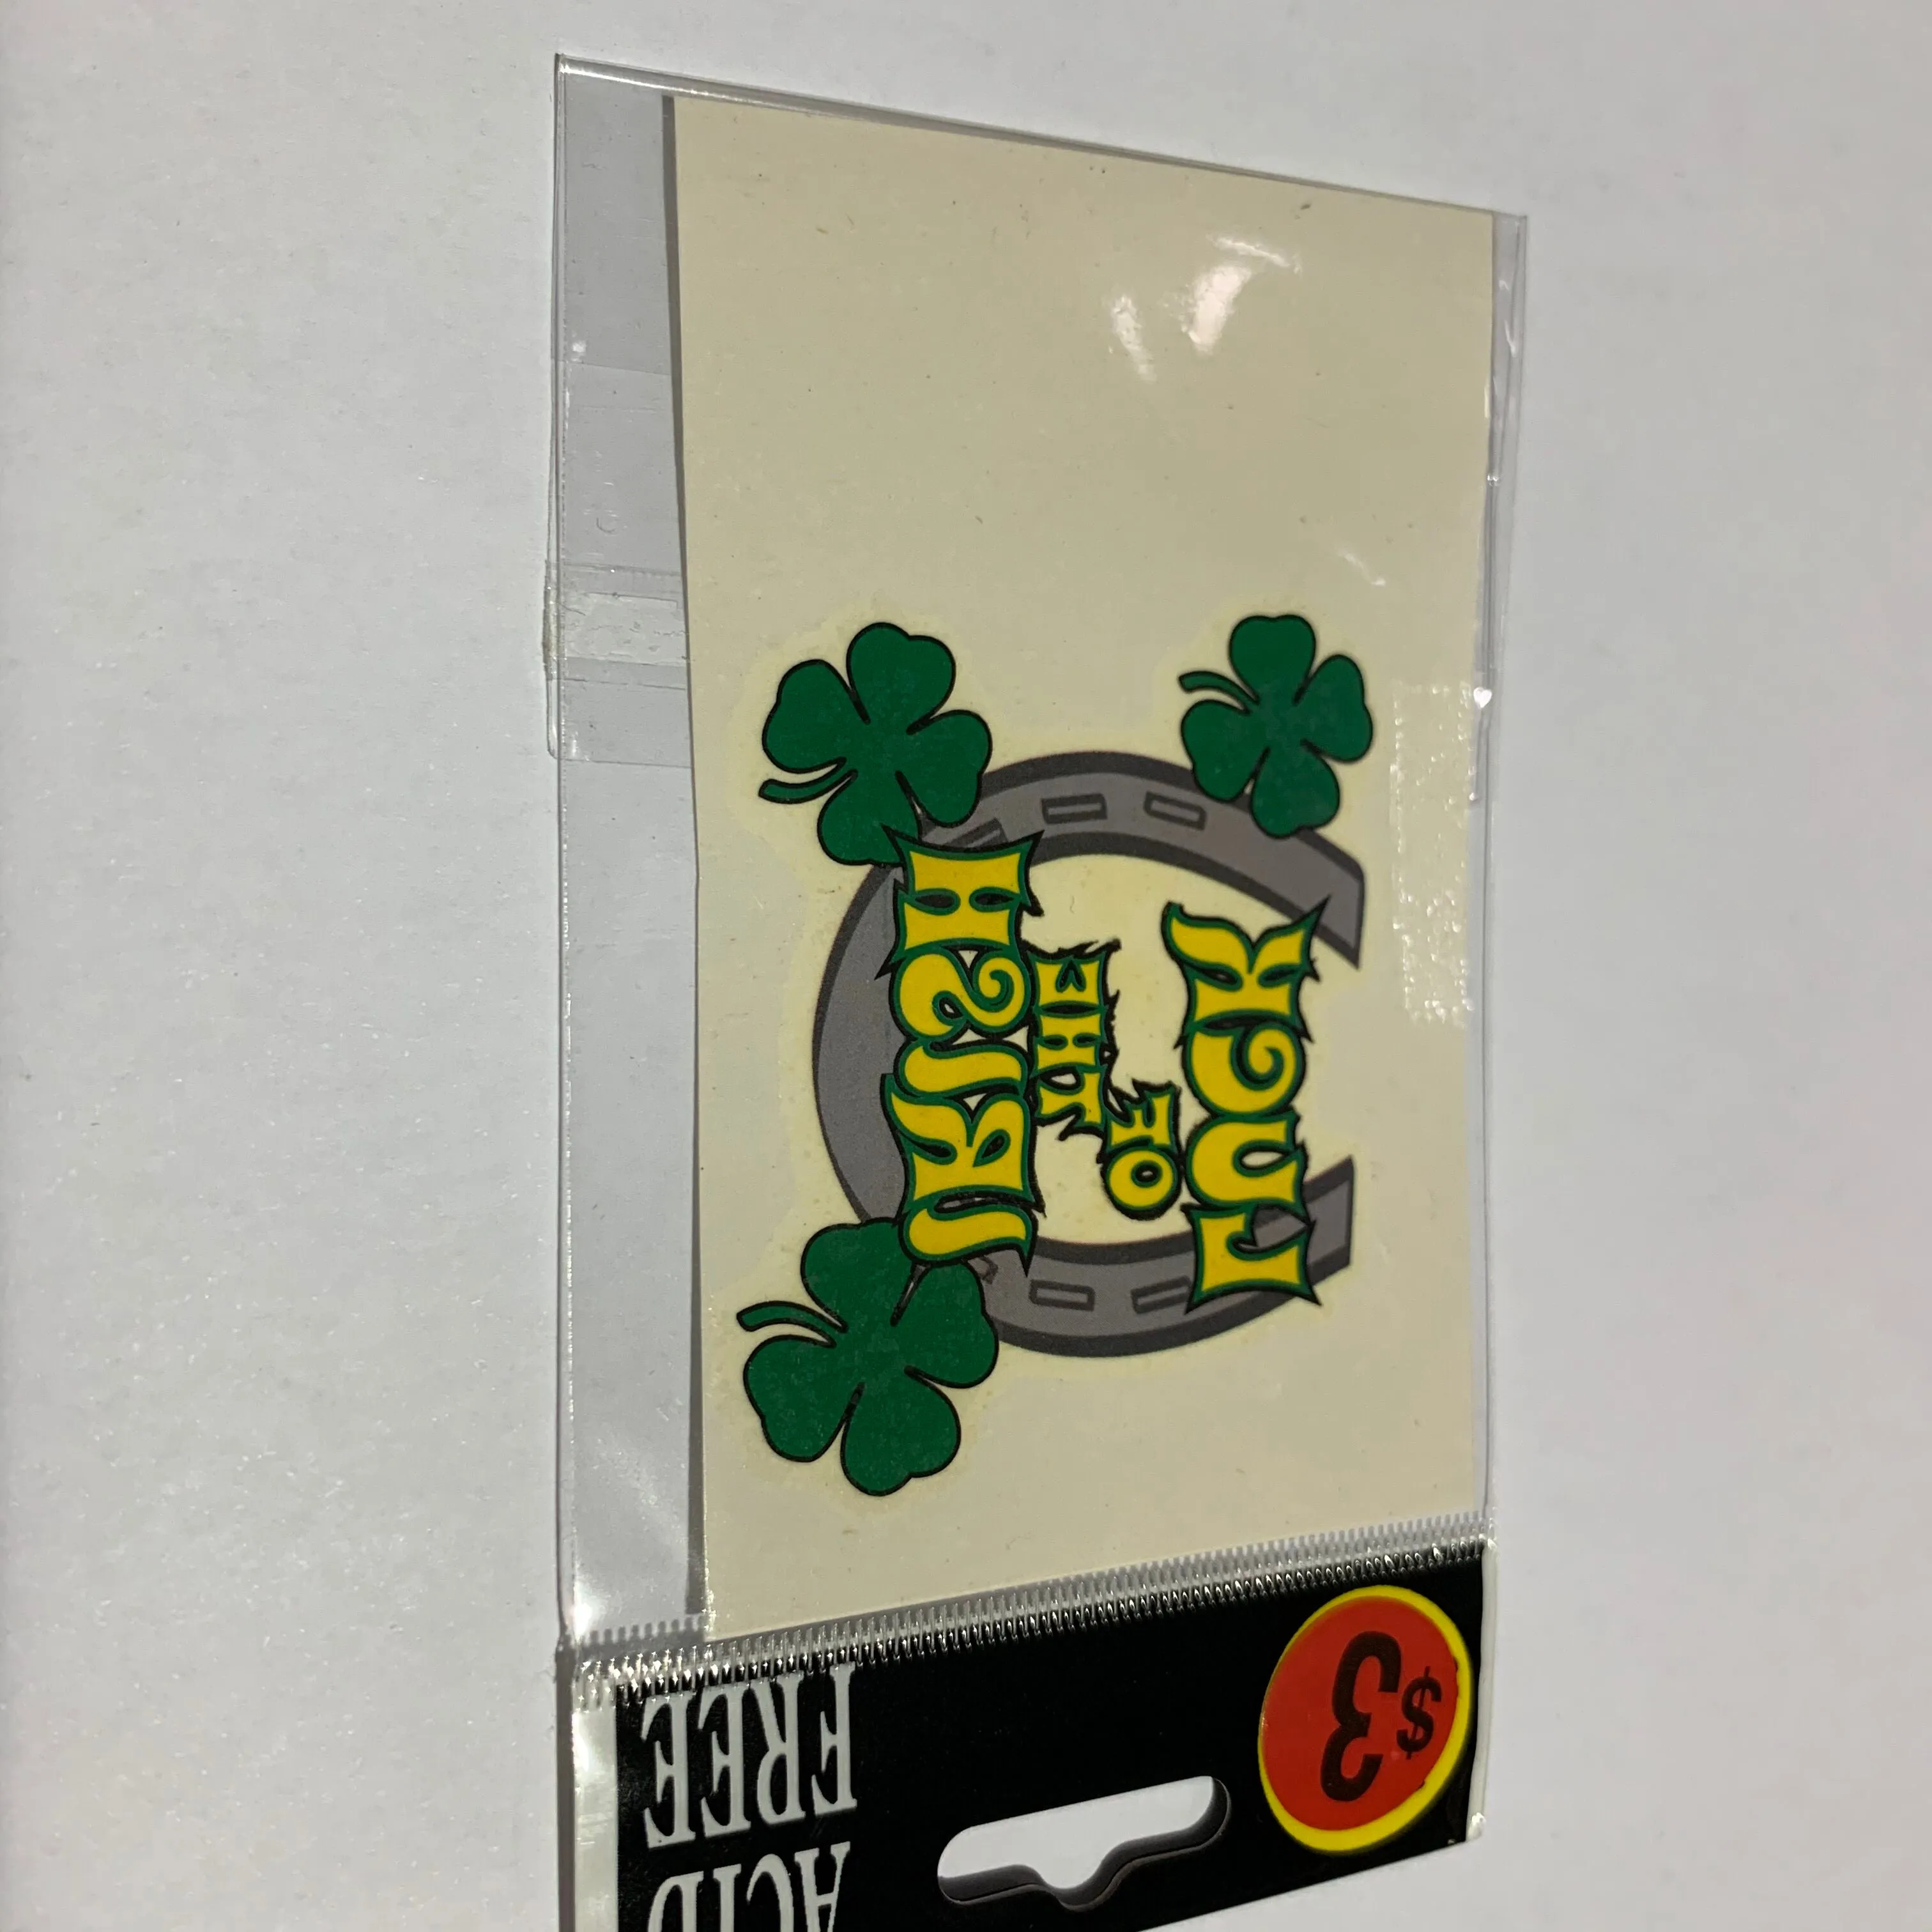 $3
ACID
FREE
LUCK
OF
THE
IRISH